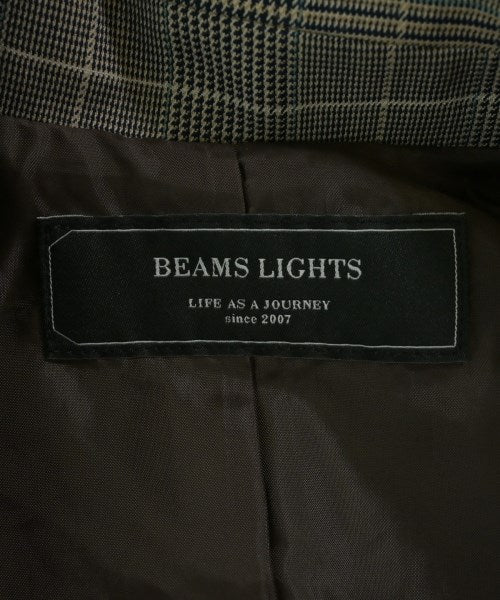 BEAMS LIGHTS
LIFE AS A JOURNEY
since 2007